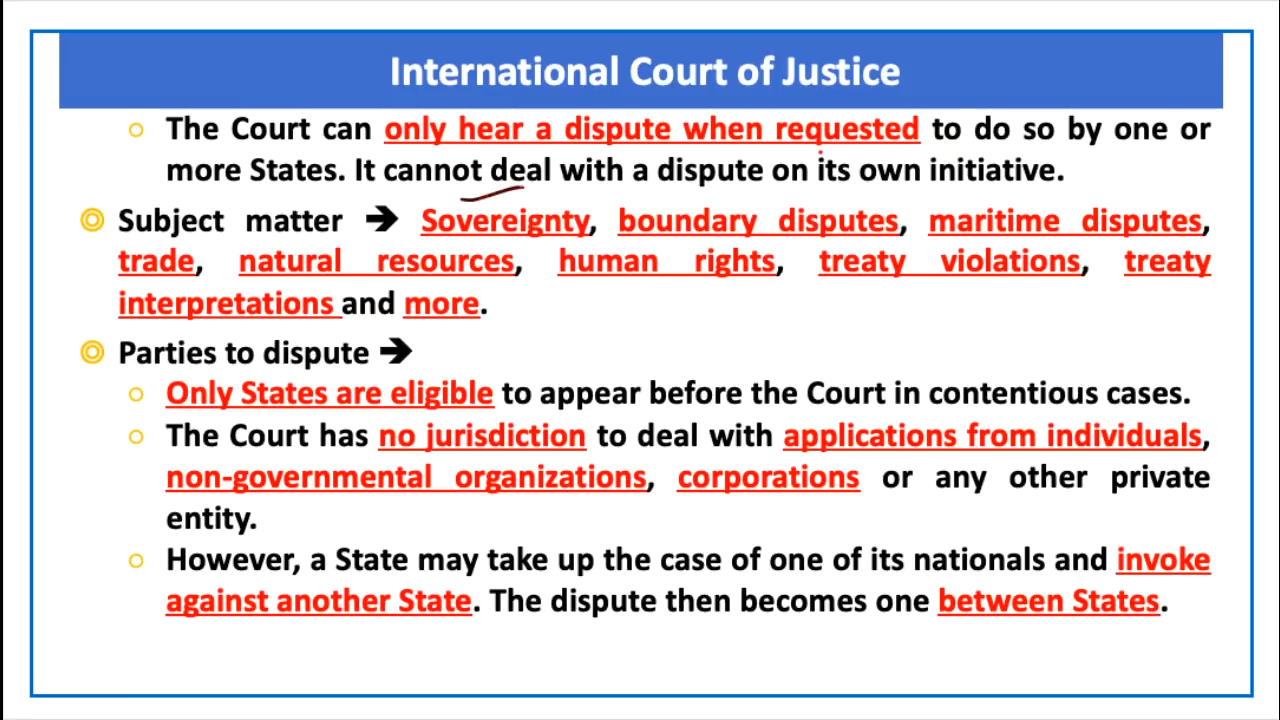 International Court of Justice
The Court can only hear a dispute when requested to do so by one or
more States. It cannot deal with a dispute on its own initiative.
Subject matter ➔ Sovereignty, boundary disputes, maritime disputes,
trade, natural resources, human rights, treaty violations, treaty
interpretations and more.
Parties to dispute ➔
Only States are eligible to appear before the Court in contentious cases.
The Court has no jurisdiction to deal with applications from individuals,
non-governmental organizations, corporations or any other private
entity.
However, a State may take up the case of one of its nationals and invoke
against another State. The dispute then becomes one between States.